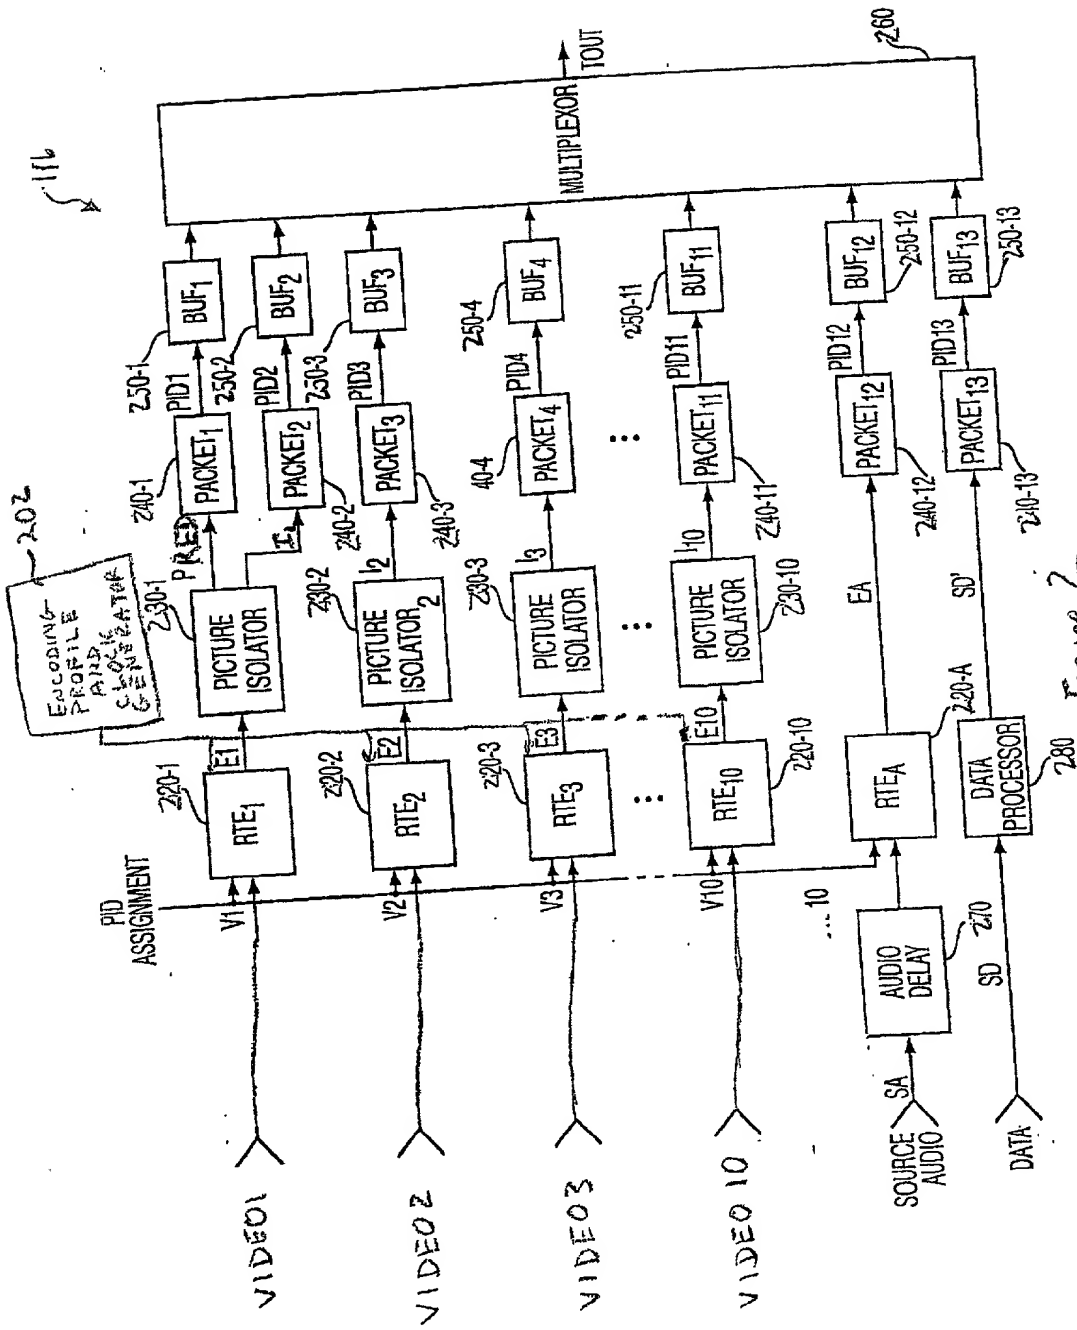 116
202
ENCODING
PROFILE
AND
CLOCK
GENERATOR
PID
ASSIGNMENT
VIDEO1
V1
220-1
RTE1
E1
230-1
PICTURE
ISOLATOR
PRED
240-1
PACKET1
PID1
250-1
BUF1
I1
240-2
PACKET2
PID2
250-2
BUF2
VIDEO2
V2
220-2
RTE2
E2
230-2
PICTURE
ISOLATOR2
I2
240-3
PACKET3
PID3
250-3
BUF3
VIDEO3
V3
220-3
RTE3
E3
230-3
PICTURE
ISOLATOR
I3
40-4
PACKET4
PID4
250-4
BUF4
...
...
...
VIDEO 10
V10
220-10
RTE10
E10
230-10
PICTURE
ISOLATOR
I10
240-11
PACKET11
PID11
250-11
BUF11
SOURCE
AUDIO
SA
AUDIO
DELAY
270
...10
RTEA
220-A
EA
PACKET12
240-12
PID12
BUF12
250-12
DATA
SD
DATA
PROCESSOR
280
SD'
PACKET13
240-13
PID13
BUF13
250-13
MULTIPLEXOR
260
TOUT